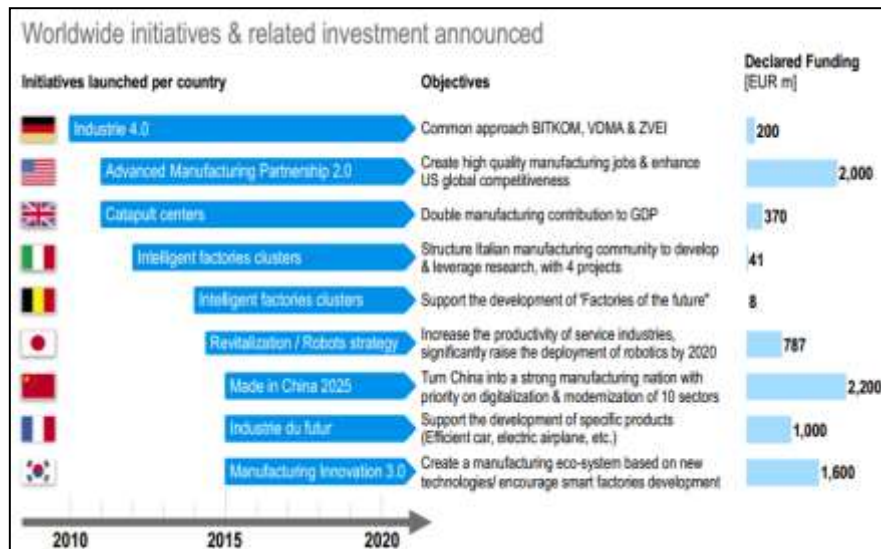 Worldwide initiatives & related investment announced
Initiatives launched per country
Objectives
Declared Funding
[EUR m]
Industrie 4.0
Common approach BITKOM, VDMA & ZVEI
200
Advanced Manufacturing Partnership 2.0
Create high quality manufacturing jobs & enhance
US global competitiveness
2,000
Catapult centers
Double manufacturing contribution to GDP
370
Intelligent factories clusters
Structure Italian manufacturing community to develop
& leverage research, with 4 projects
41
Intelligent factories clusters
Support the development of "Factories of the future"
8
Revitalization / Robots strategy
Increase the productivity of service industries,
significantly raise the deployment of robotics by 2020
787
Made in China 2025
Turn China into a strong manufacturing nation with
priority on digitalization & modernization of 10 sectors
2,200
Industrie du futur
Support the development of specific products
(Efficient car, electric airplane, etc.)
1,000
Manufacturing Innovation 3.0
Create a manufacturing eco-system based on new
technologies/ encourage smart factories development
1,600
2010
2015
2020